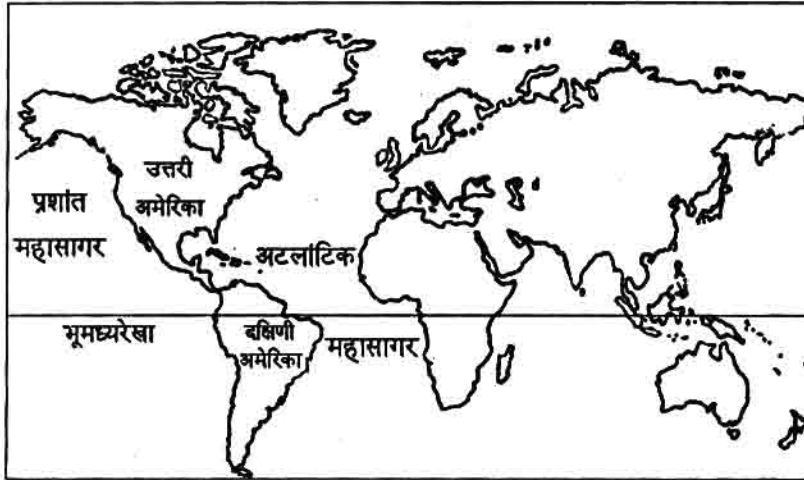 उत्तरी
अमेरिका
प्रशांत
महासागर
अटलांटिक
भूमध्यरेखा
दक्षिणी
अमेरिका
महासागर